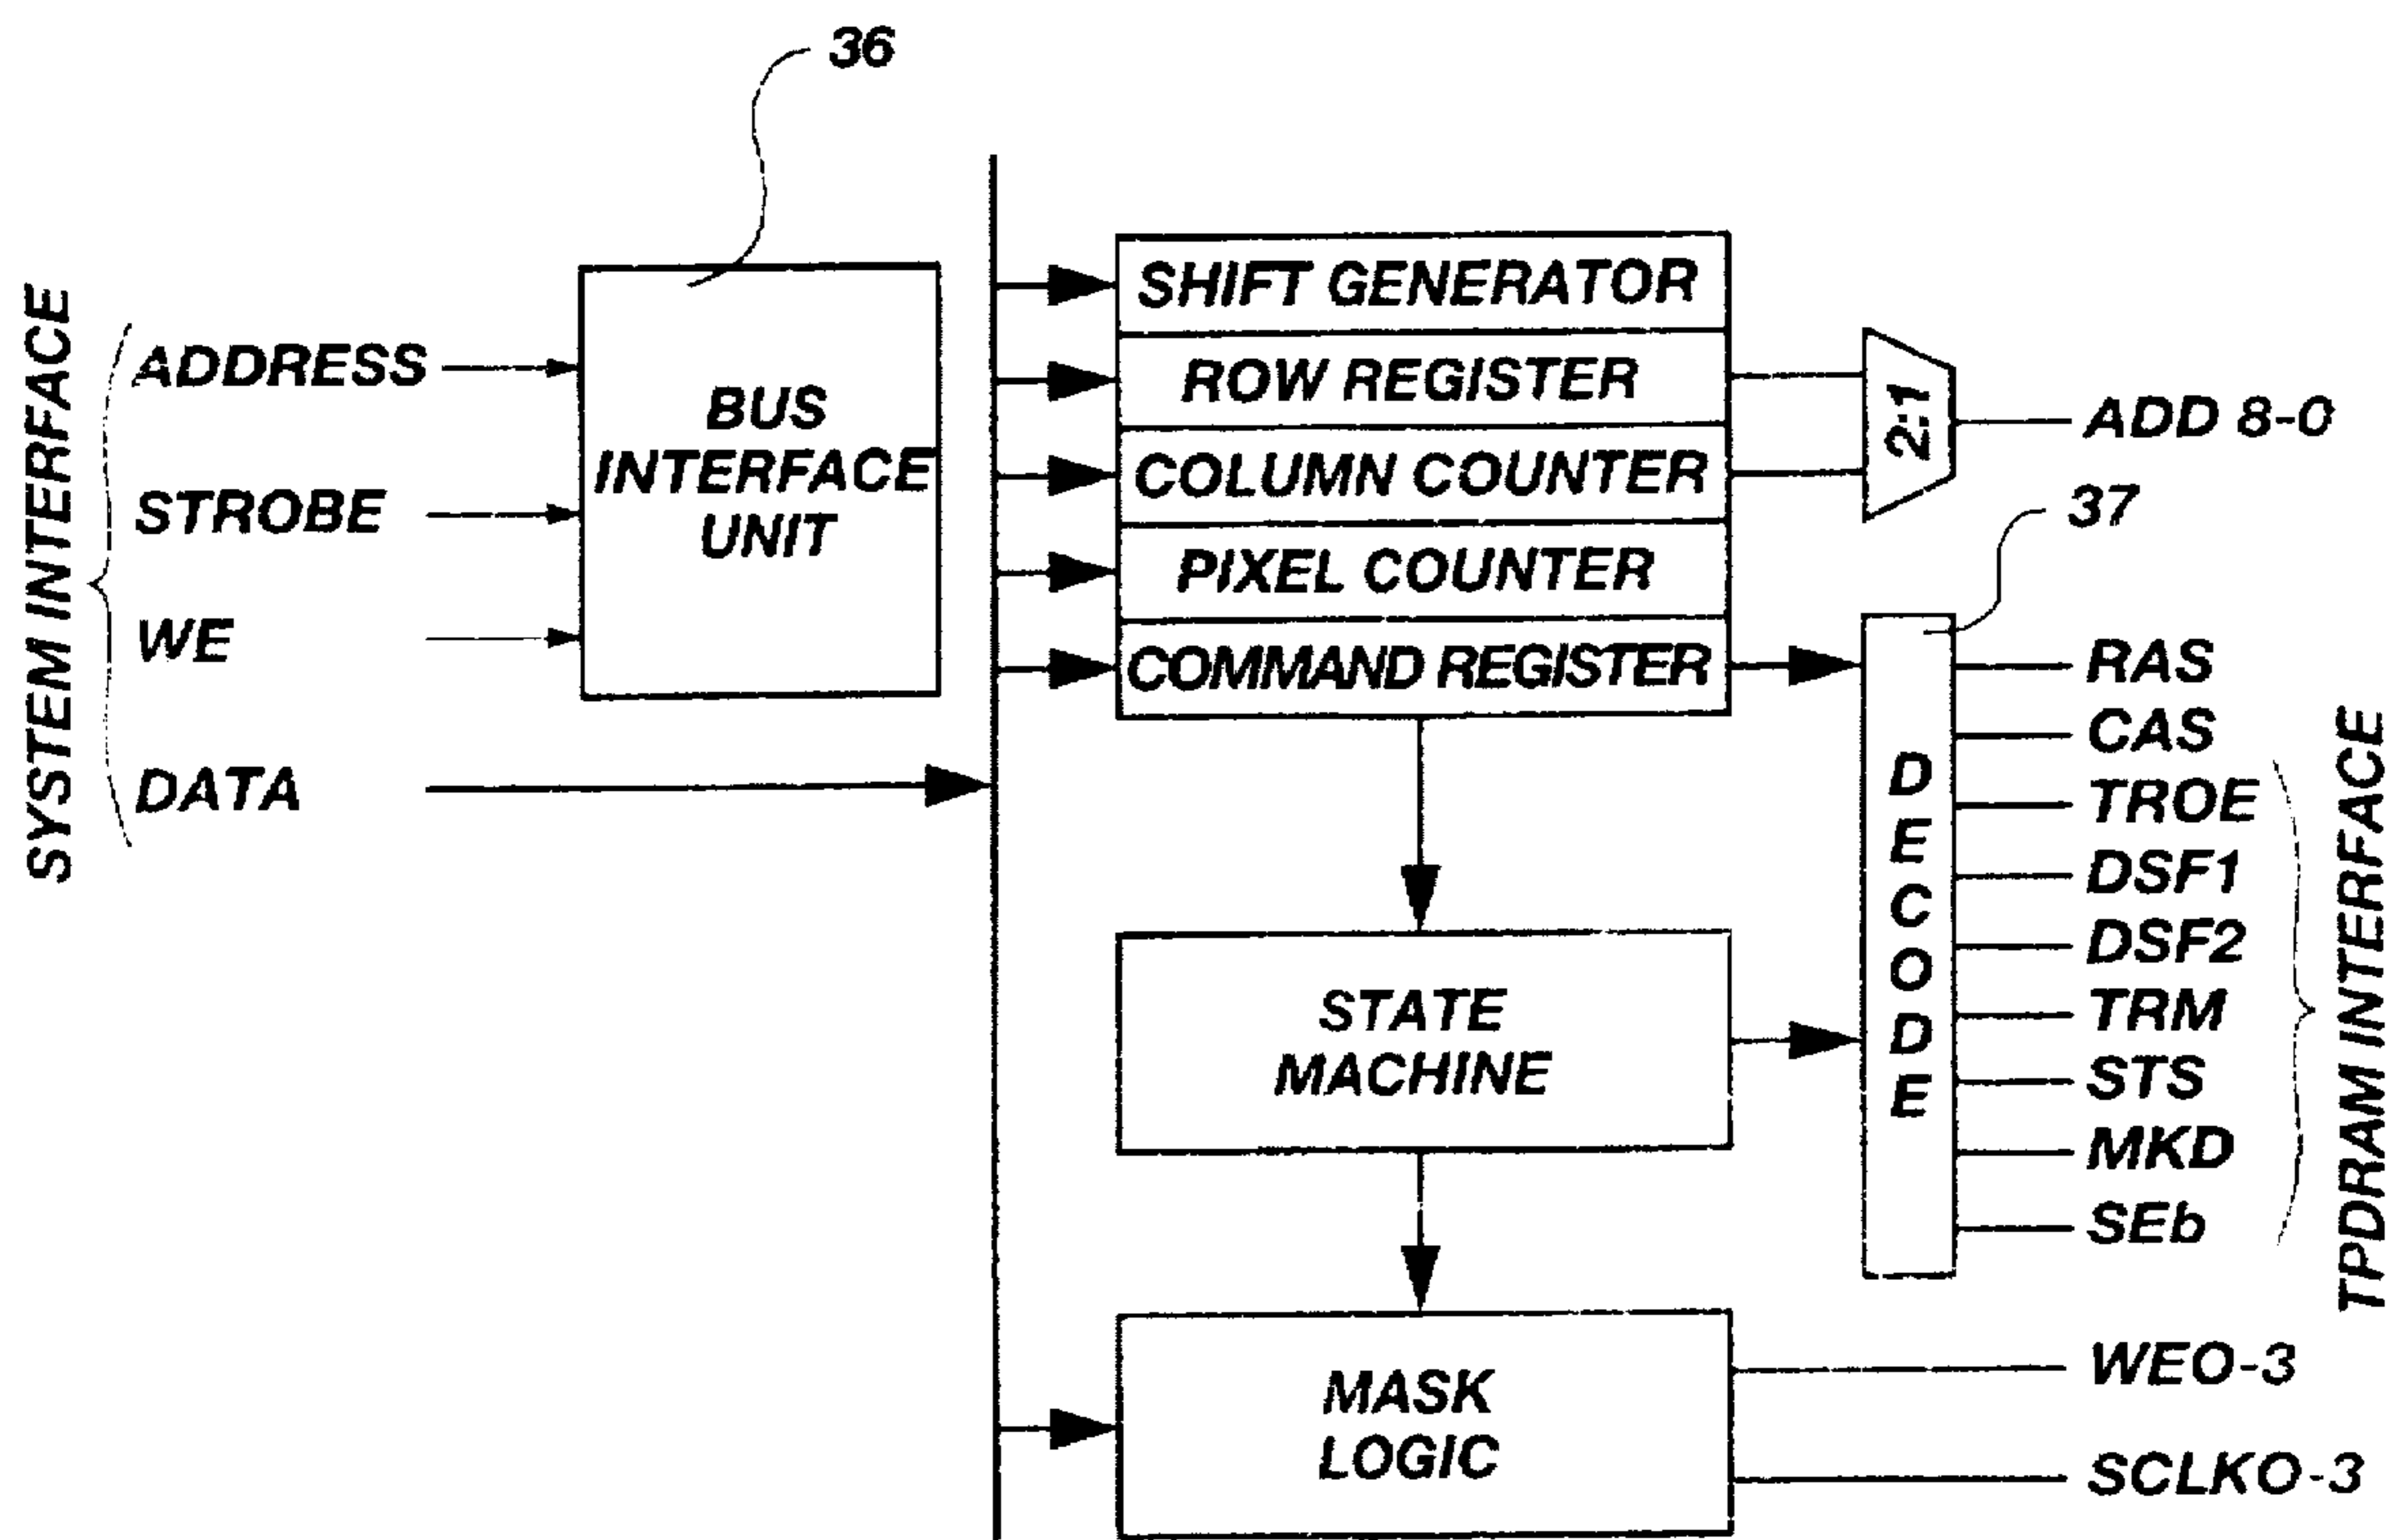 36
SYSTEM INTERFACE
ADDRESS
STROBE
WE
DATA
BUS
INTERFACE
UNIT
SHIFT GENERATOR
ROW REGISTER
COLUMN COUNTER
PIXEL COUNTER
COMMAND REGISTER
2:1
ADD 8-0
37
DECODE
RAS
CAS
TROE
DSF1
DSF2
TRM
STS
MKD
SEb
TPDRAM INTERFACE
STATE
MACHINE
MASK
LOGIC
WEO-3
SCLKO-3